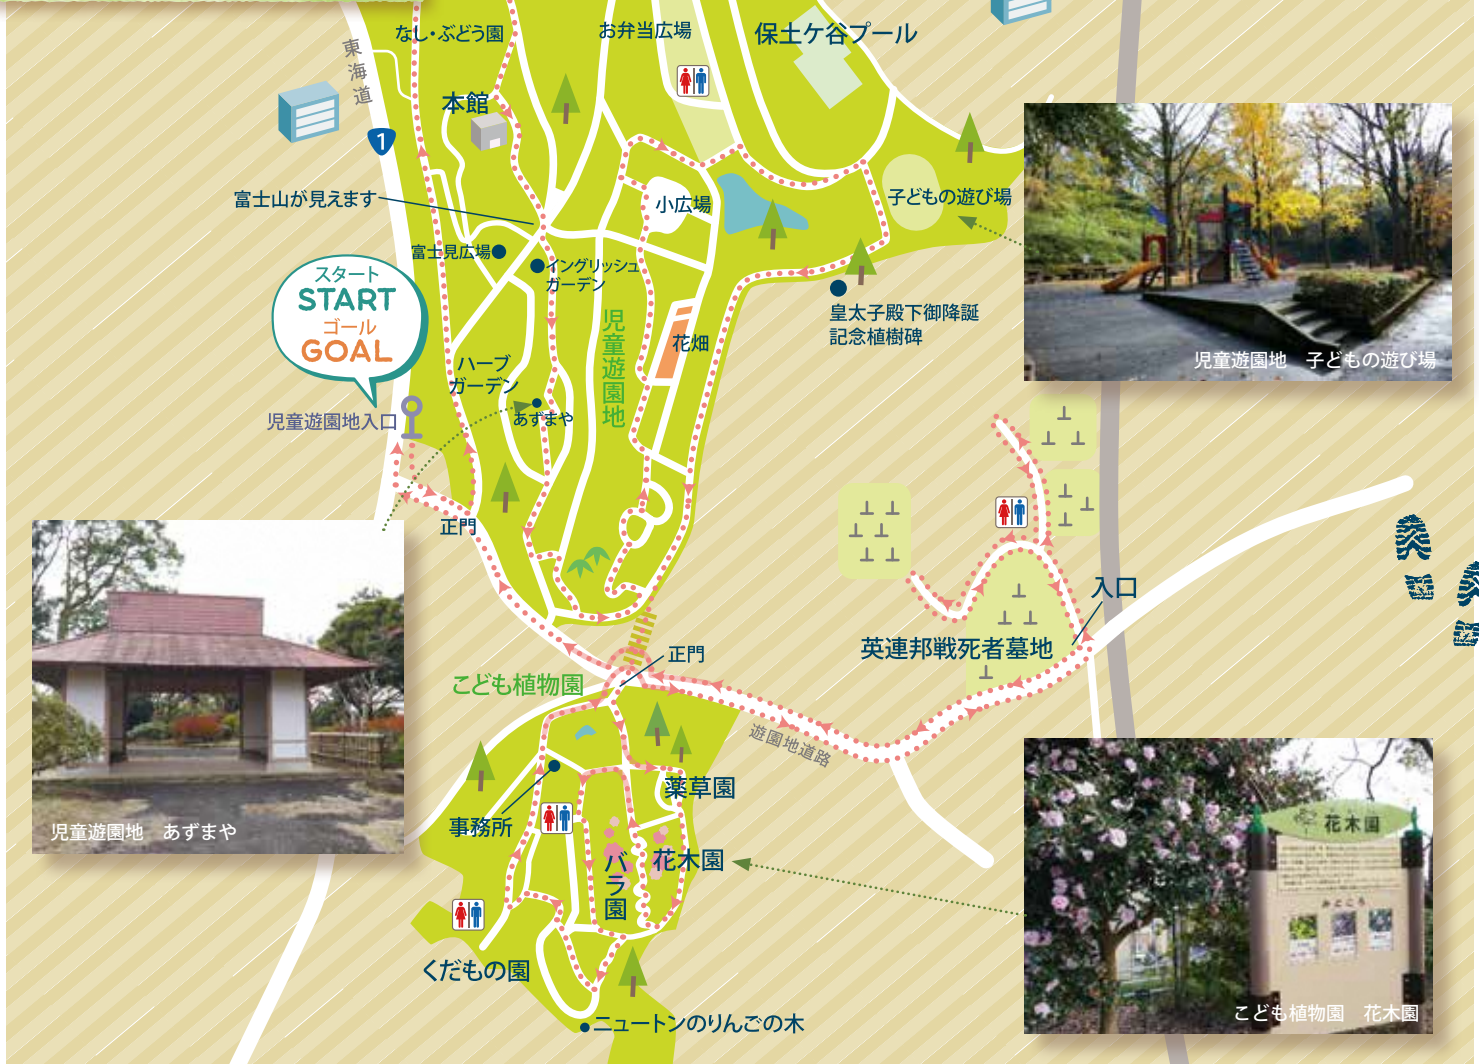 なし・ぶどう園
お弁当広場
保土ケ谷プール
東海道
本館
1
富士山が見えます
小広場
子どもの遊び場
富士見広場
イングリッシュ
ガーデン
スタート
START
ゴール
GOAL
皇太子殿下御降誕
記念植樹碑
児童遊園地
花畑
児童遊園地 子どもの遊び場
ハーブ
ガーデン
あずまや
児童遊園地入口
正門
入口
英連邦戦死者墓地
正門
こども植物園
遊園地道路
薬草園
事務所
児童遊園地 あずまや
バラ園
花木園
花木園
みどころ
くだもの園
こども植物園 花木園
ニュートンのりんごの木